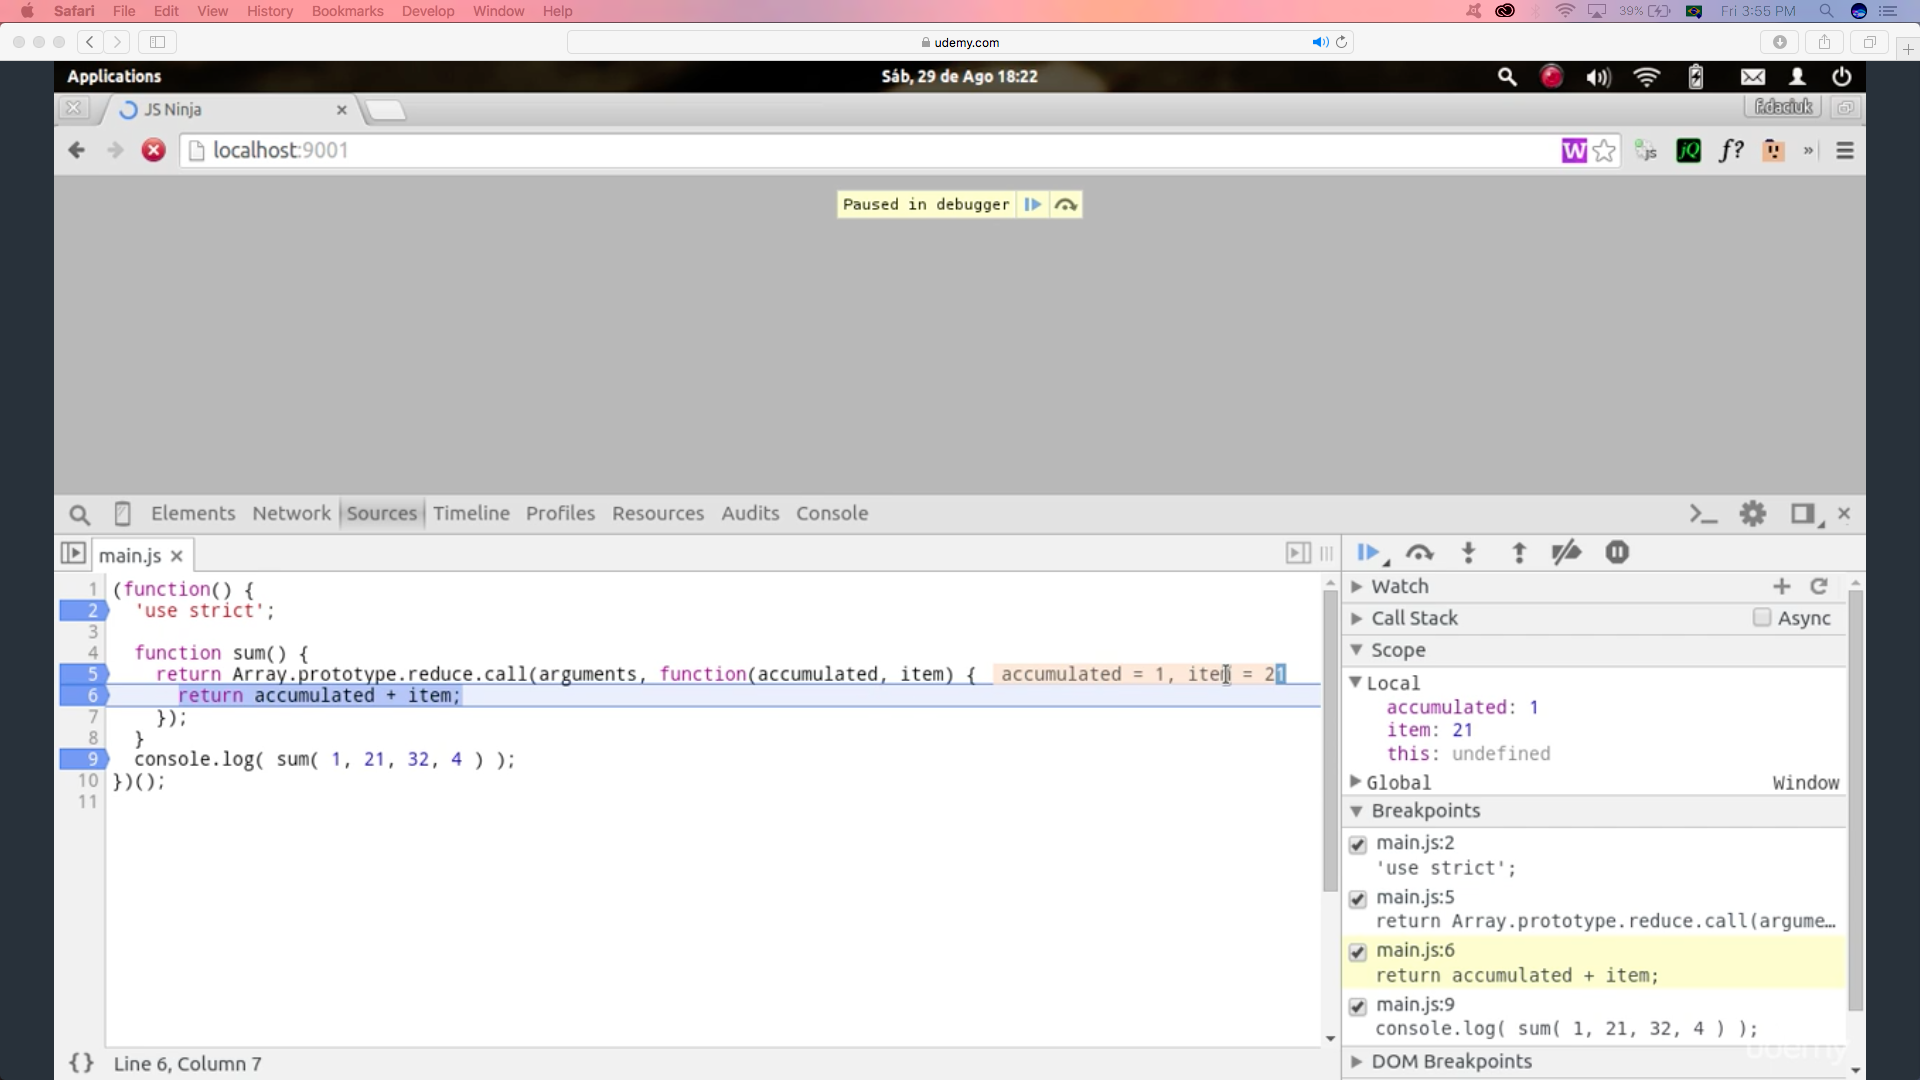 Safari File Edit View History Bookmarks Develop Window Help 39% Fri 3:55 PM
udemy.com
Applications Sáb, 29 de Ago 18:22
JS Ninja f.daciuk
localhost:9001 W js jQ f? »
Paused in debugger
Elements Network Sources Timeline Profiles Resources Audits Console
main.js
1 (function() {
2 'use strict';
3
4 function sum() {
5 return Array.prototype.reduce.call(arguments, function(accumulated, item) { accumulated = 1, item = 21
6 return accumulated + item;
7 });
8 }
9 console.log( sum( 1, 21, 32, 4 ) );
10 })();
11
{} Line 6, Column 7
Watch
Call Stack Async
Scope
Local
accumulated: 1
item: 21
this: undefined
Global Window
Breakpoints
main.js:2
'use strict';
main.js:5
return Array.prototype.reduce.call(argume…
main.js:6
return accumulated + item;
main.js:9
console.log( sum( 1, 21, 32, 4 ) );
udemy
DOM Breakpoints